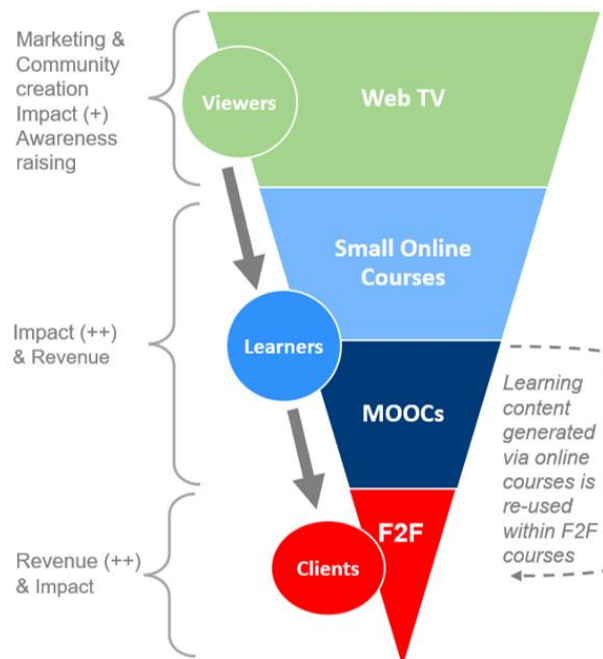 Marketing &
Community
creation
Impact (+)
Awareness
raising
Viewers
Web TV
Small Online
Courses
Impact (++)
& Revenue
Learners
MOOCs
Learning
content
generated
via online
courses is
re-used
within F2F
courses
F2F
Clients
Revenue (++)
& Impact